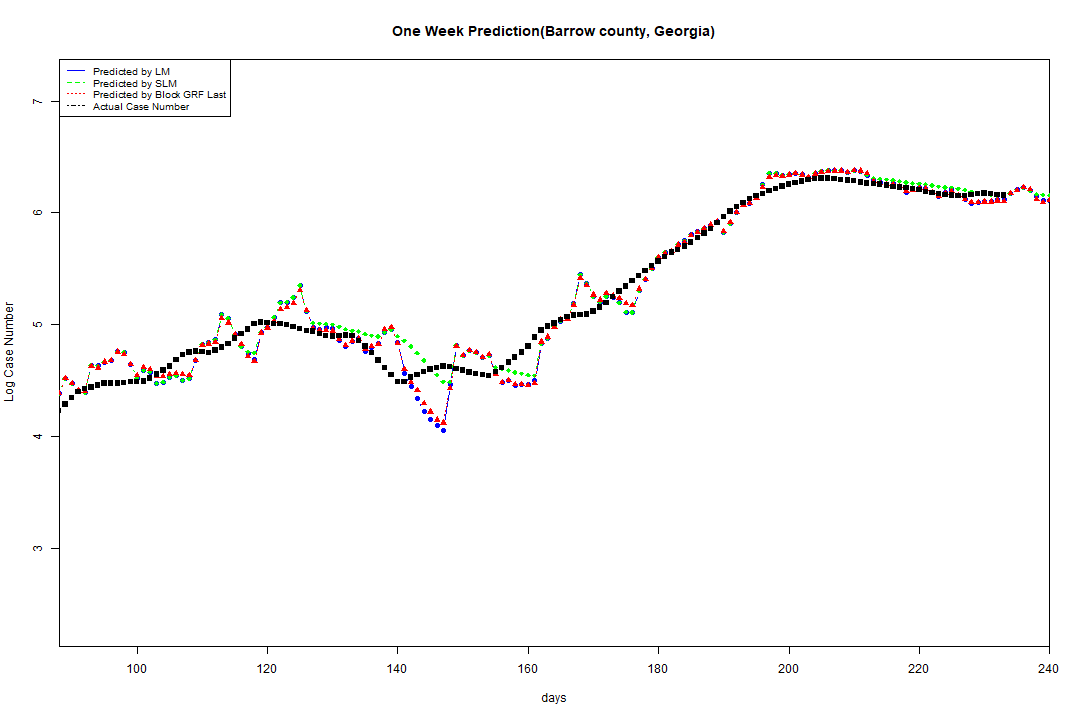 One Week Prediction(Barrow county, Georgia)
Predicted by LM
Predicted by SLM
Predicted by Block GRF Last
Actual Case Number
Log Case Number
7
6
5
4
3
100 120 140 160 180 200 220 240
days